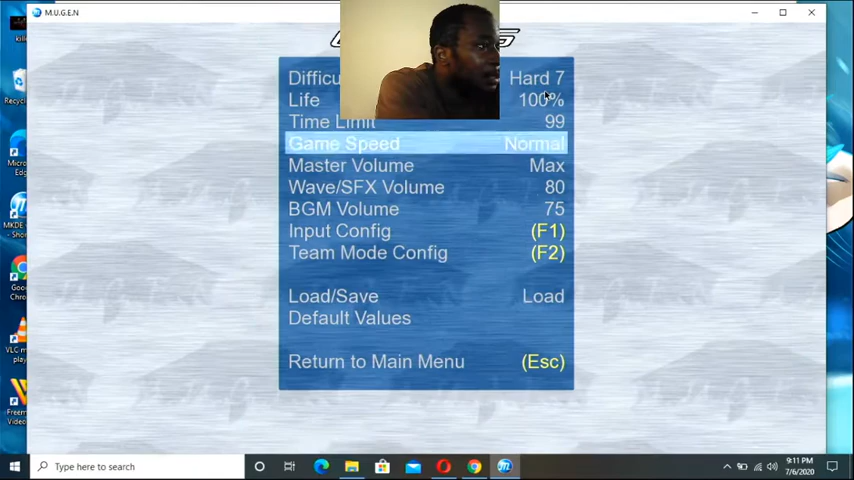 M.U.G.E.N
Hard 7
Life 100%
Time Limit 99
Game Speed Normal
Master Volume Max
Wave/SFX Volume 80
BGM Volume 75
Input Config (F1)
Team Mode Config (F2)
Load/Save Load
Default Values
Return to Main Menu (Esc)
Type here to search
9:11 PM
7/6/2020